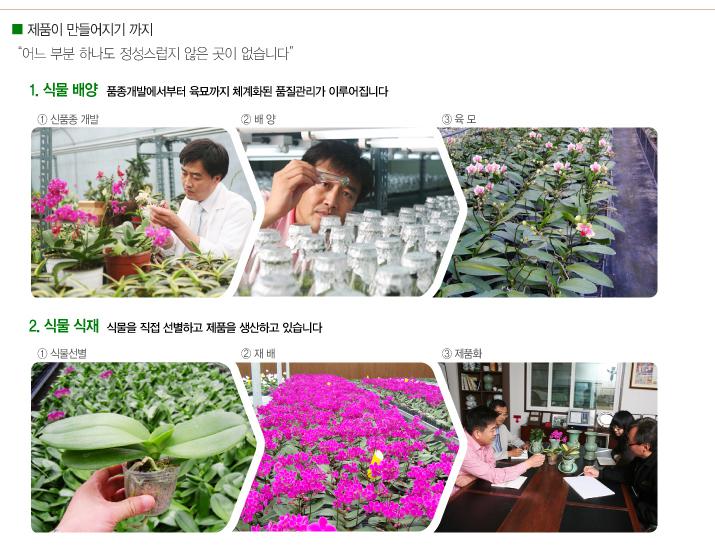 ■ 제품이 만들어지기 까지
“어느 부분 하나도 정성스럽지 않은 곳이 없습니다”
1. 식물 배양 품종개발에서부터 육묘까지 체계화된 품질관리가 이루어집니다
① 신품종 개발 ② 배 양 ③ 육 모
2. 식물 식재 식물을 직접 선별하고 제품을 생산하고 있습니다
① 식물선별 ② 재 배 ③ 제품화